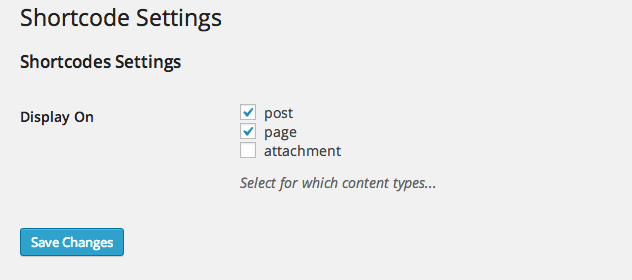 Shortcode Settings
Shortcodes Settings
Display On
post
page
attachment
Select for which content types...
Save Changes